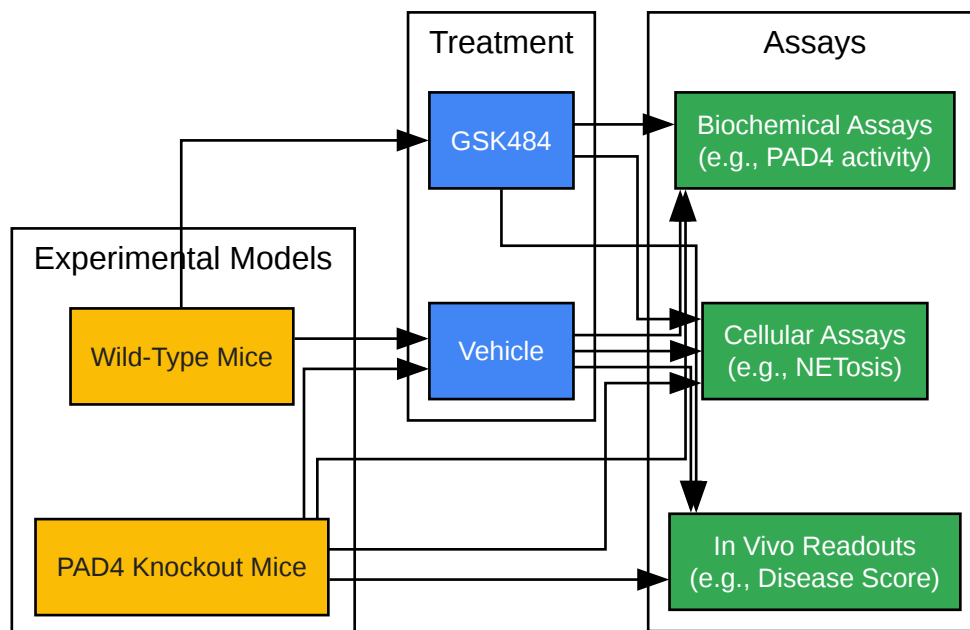 Treatment
Assays
GSK484
Biochemical Assays
(e.g., PAD4 activity)
Experimental Models
Wild-Type Mice
Vehicle
Cellular Assays
(e.g., NETosis)
PAD4 Knockout Mice
In Vivo Readouts
(e.g., Disease Score)